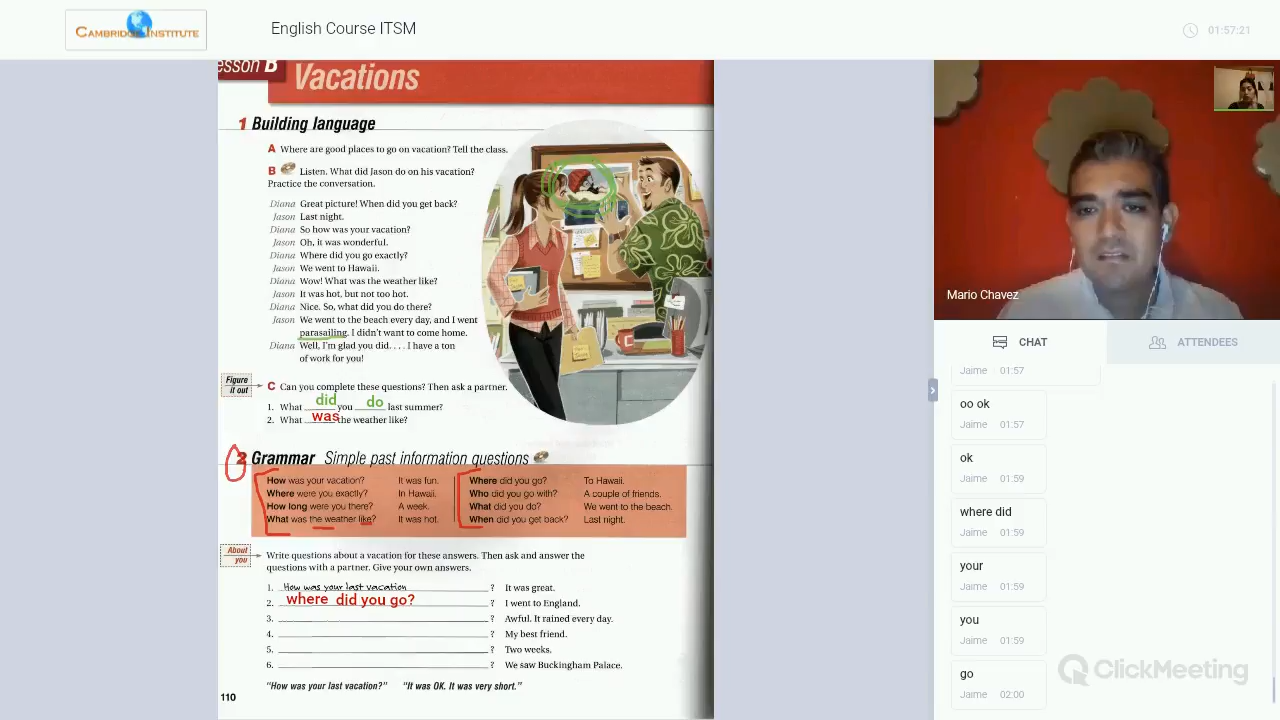 CAMBRIDGE INSTITUTE
English Course ITSM
01:57:21
esson B
Vacations
1 Building language
A Where are good places to go on vacation? Tell the class.
B Listen. What did Jason do on his vacation?
Practice the conversation.
Diana Great picture! When did you get back?
Jason Last night.
Diana So how was your vacation?
Jason Oh, it was wonderful.
Diana Where did you go exactly?
Jason We went to Hawaii.
Diana Wow! What was the weather like?
Jason It was hot, but not too hot.
Diana Nice. So, what did you do there?
Jason We went to the beach every day, and I went
parasailing. I didn't want to come home.
Diana Well, I'm glad you did. . . . I have a ton
of work for you!
Figure
it out
C Can you complete these questions? Then ask a partner.
1. What did you do last summer?
2. What was the weather like?
2 Grammar Simple past information questions
How was your vacation? It was fun. Where did you go? To Hawaii.
Where were you exactly? In Hawaii. Who did you go with? A couple of friends.
How long were you there? A week. What did you do? We went to the beach.
What was the weather like? It was hot. When did you get back? Last night.
About
you
Write questions about a vacation for these answers. Then ask and answer the
questions with a partner. Give your own answers.
1. How was your last vacation ? It was great.
2. where did you go? ? I went to England.
3. ? Awful. It rained every day.
4. ? My best friend.
5. ? Two weeks.
6. ? We saw Buckingham Palace.
"How was your last vacation?" "It was OK. It was very short."
110
Mario Chavez
CHAT
ATTENDEES
Jaime 01:57
oo ok
Jaime 01:57
ok
Jaime 01:59
where did
Jaime 01:59
your
Jaime 01:59
you
Jaime 01:59
go
Jaime 02:00
ClickMeeting